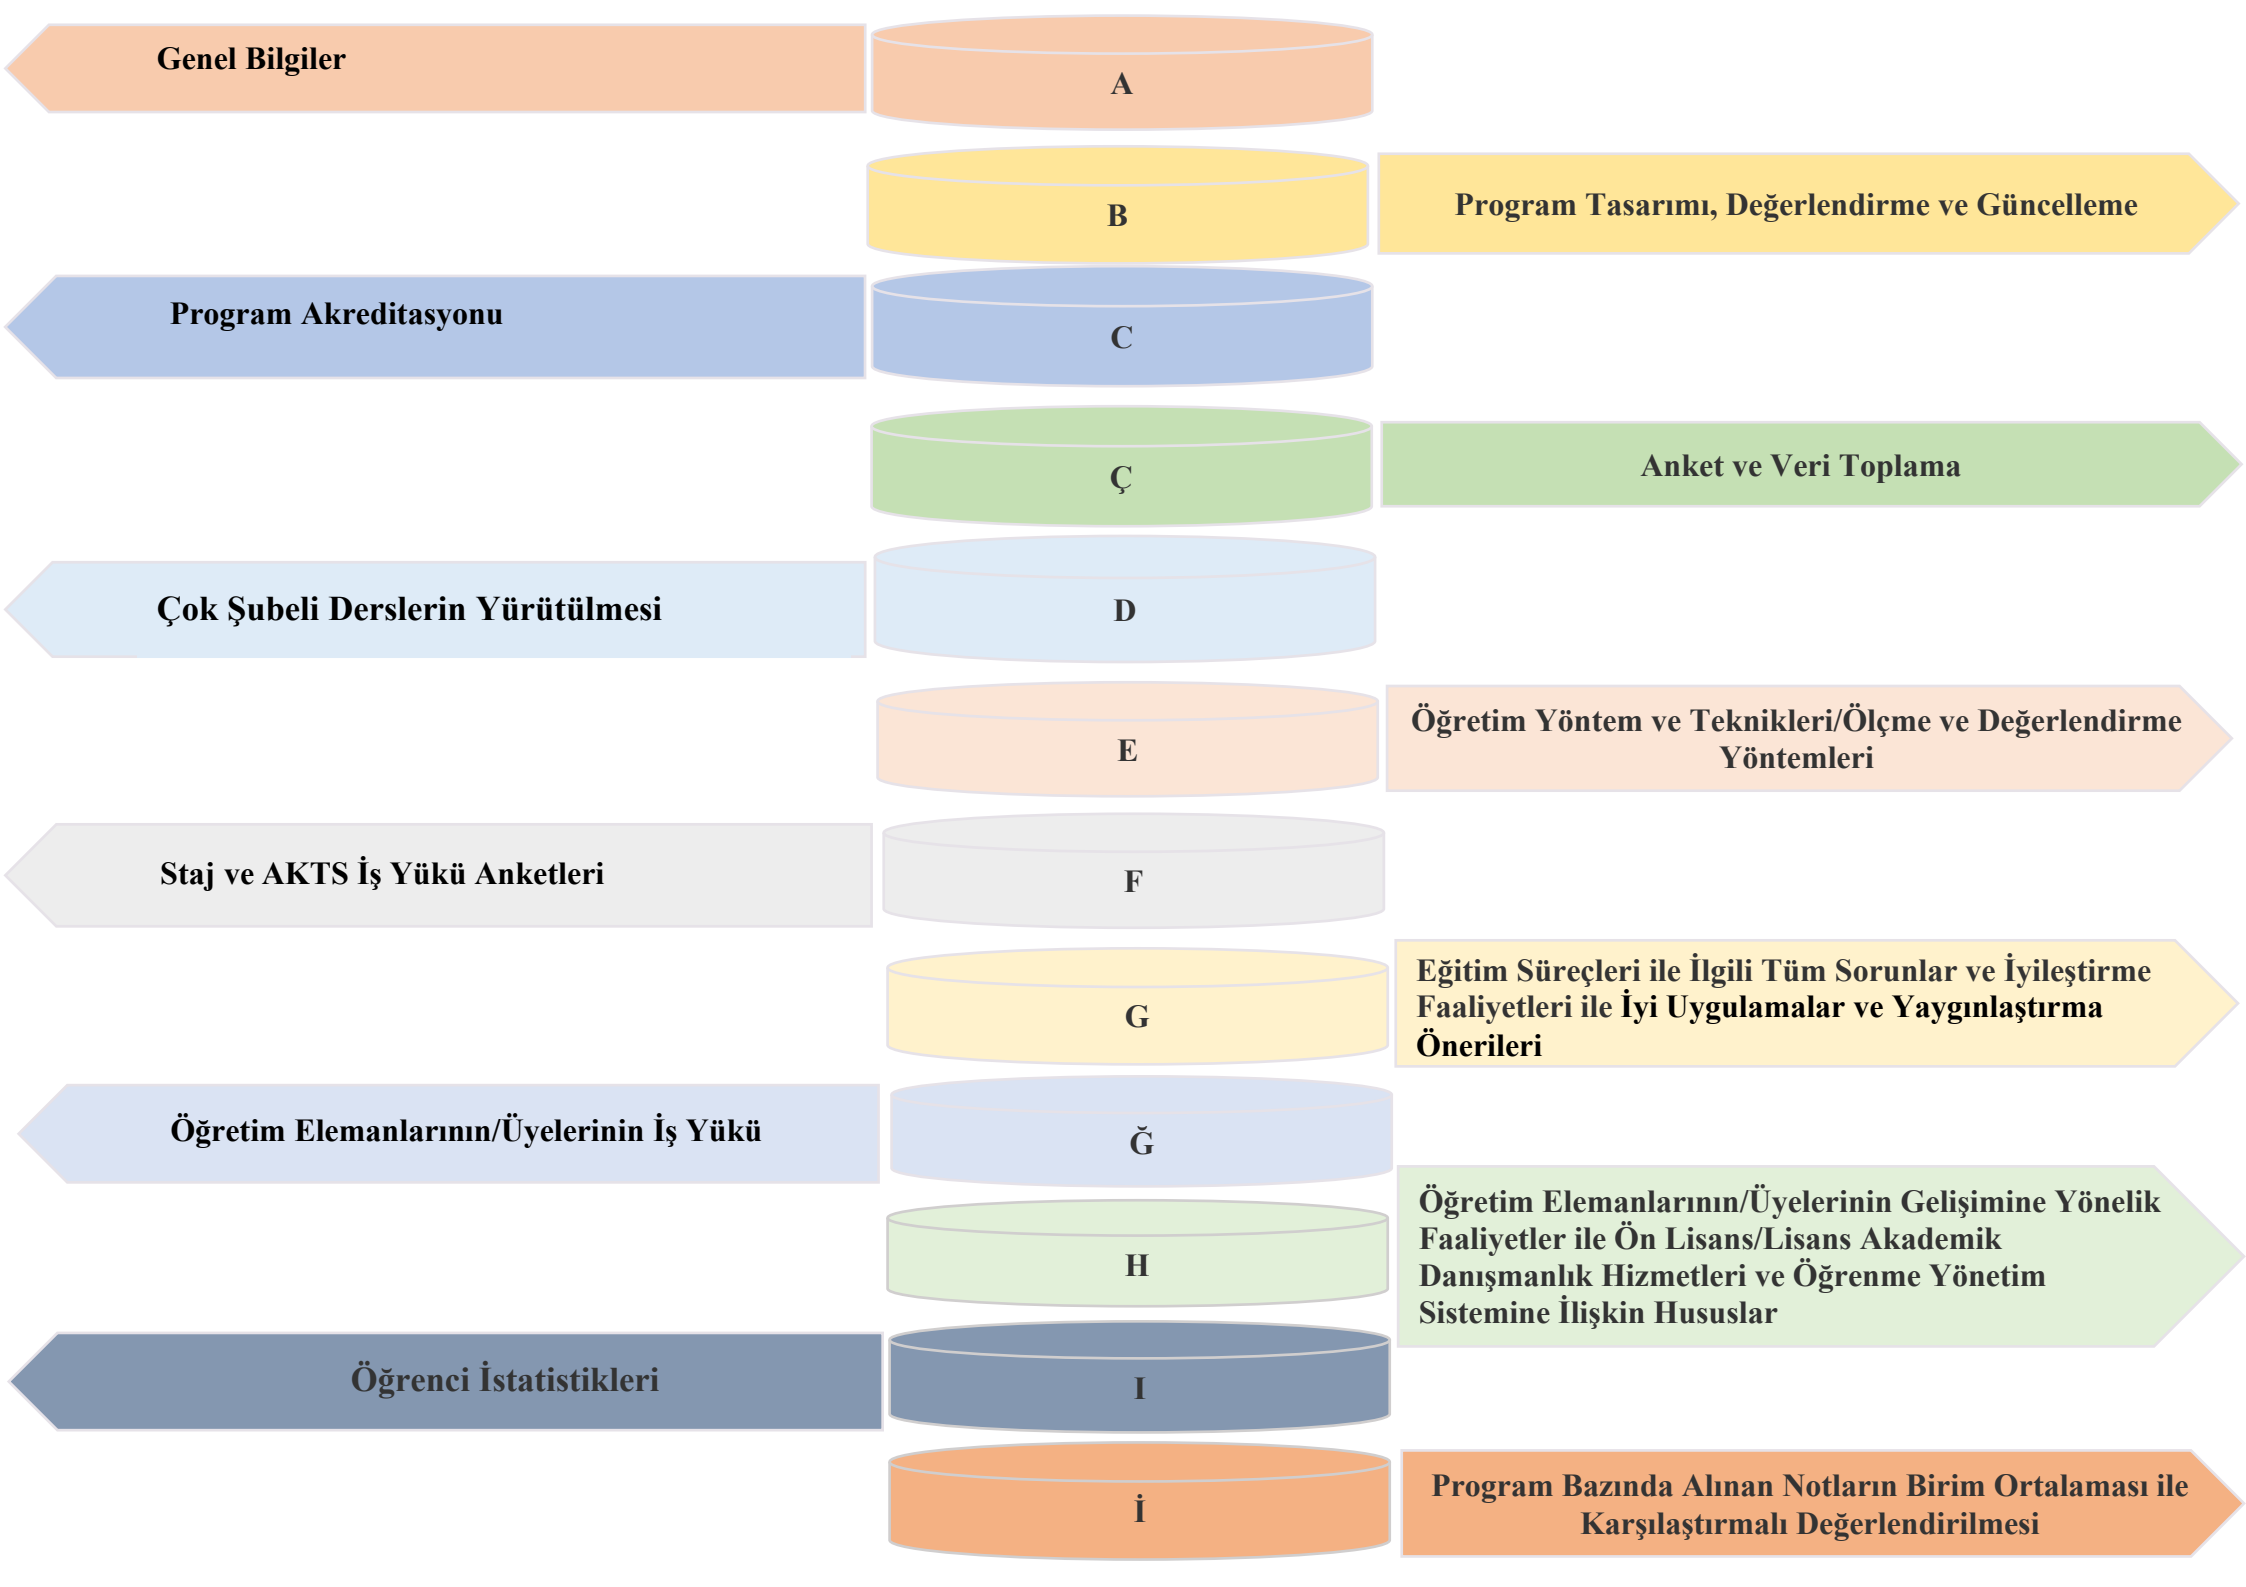 Genel Bilgiler
A
B
Program Tasarımı, Değerlendirme ve Güncelleme
Program Akreditasyonu
C
Ç
Anket ve Veri Toplama
Çok Şubeli Derslerin Yürütülmesi
D
E
Öğretim Yöntem ve Teknikleri/Ölçme ve Değerlendirme
Yöntemleri
Staj ve AKTS İş Yükü Anketleri
F
G
Eğitim Süreçleri ile İlgili Tüm Sorunlar ve İyileştirme
Faaliyetleri ile İyi Uygulamalar ve Yaygınlaştırma
Önerileri
Öğretim Elemanlarının/Üyelerinin İş Yükü
Ğ
H
Öğretim Elemanlarının/Üyelerinin Gelişimine Yönelik
Faaliyetler ile Ön Lisans/Lisans Akademik
Danışmanlık Hizmetleri ve Öğrenme Yönetim
Sistemine İlişkin Hususlar
Öğrenci İstatistikleri
I
İ
Program Bazında Alınan Notların Birim Ortalaması ile
Karşılaştırmalı Değerlendirilmesi